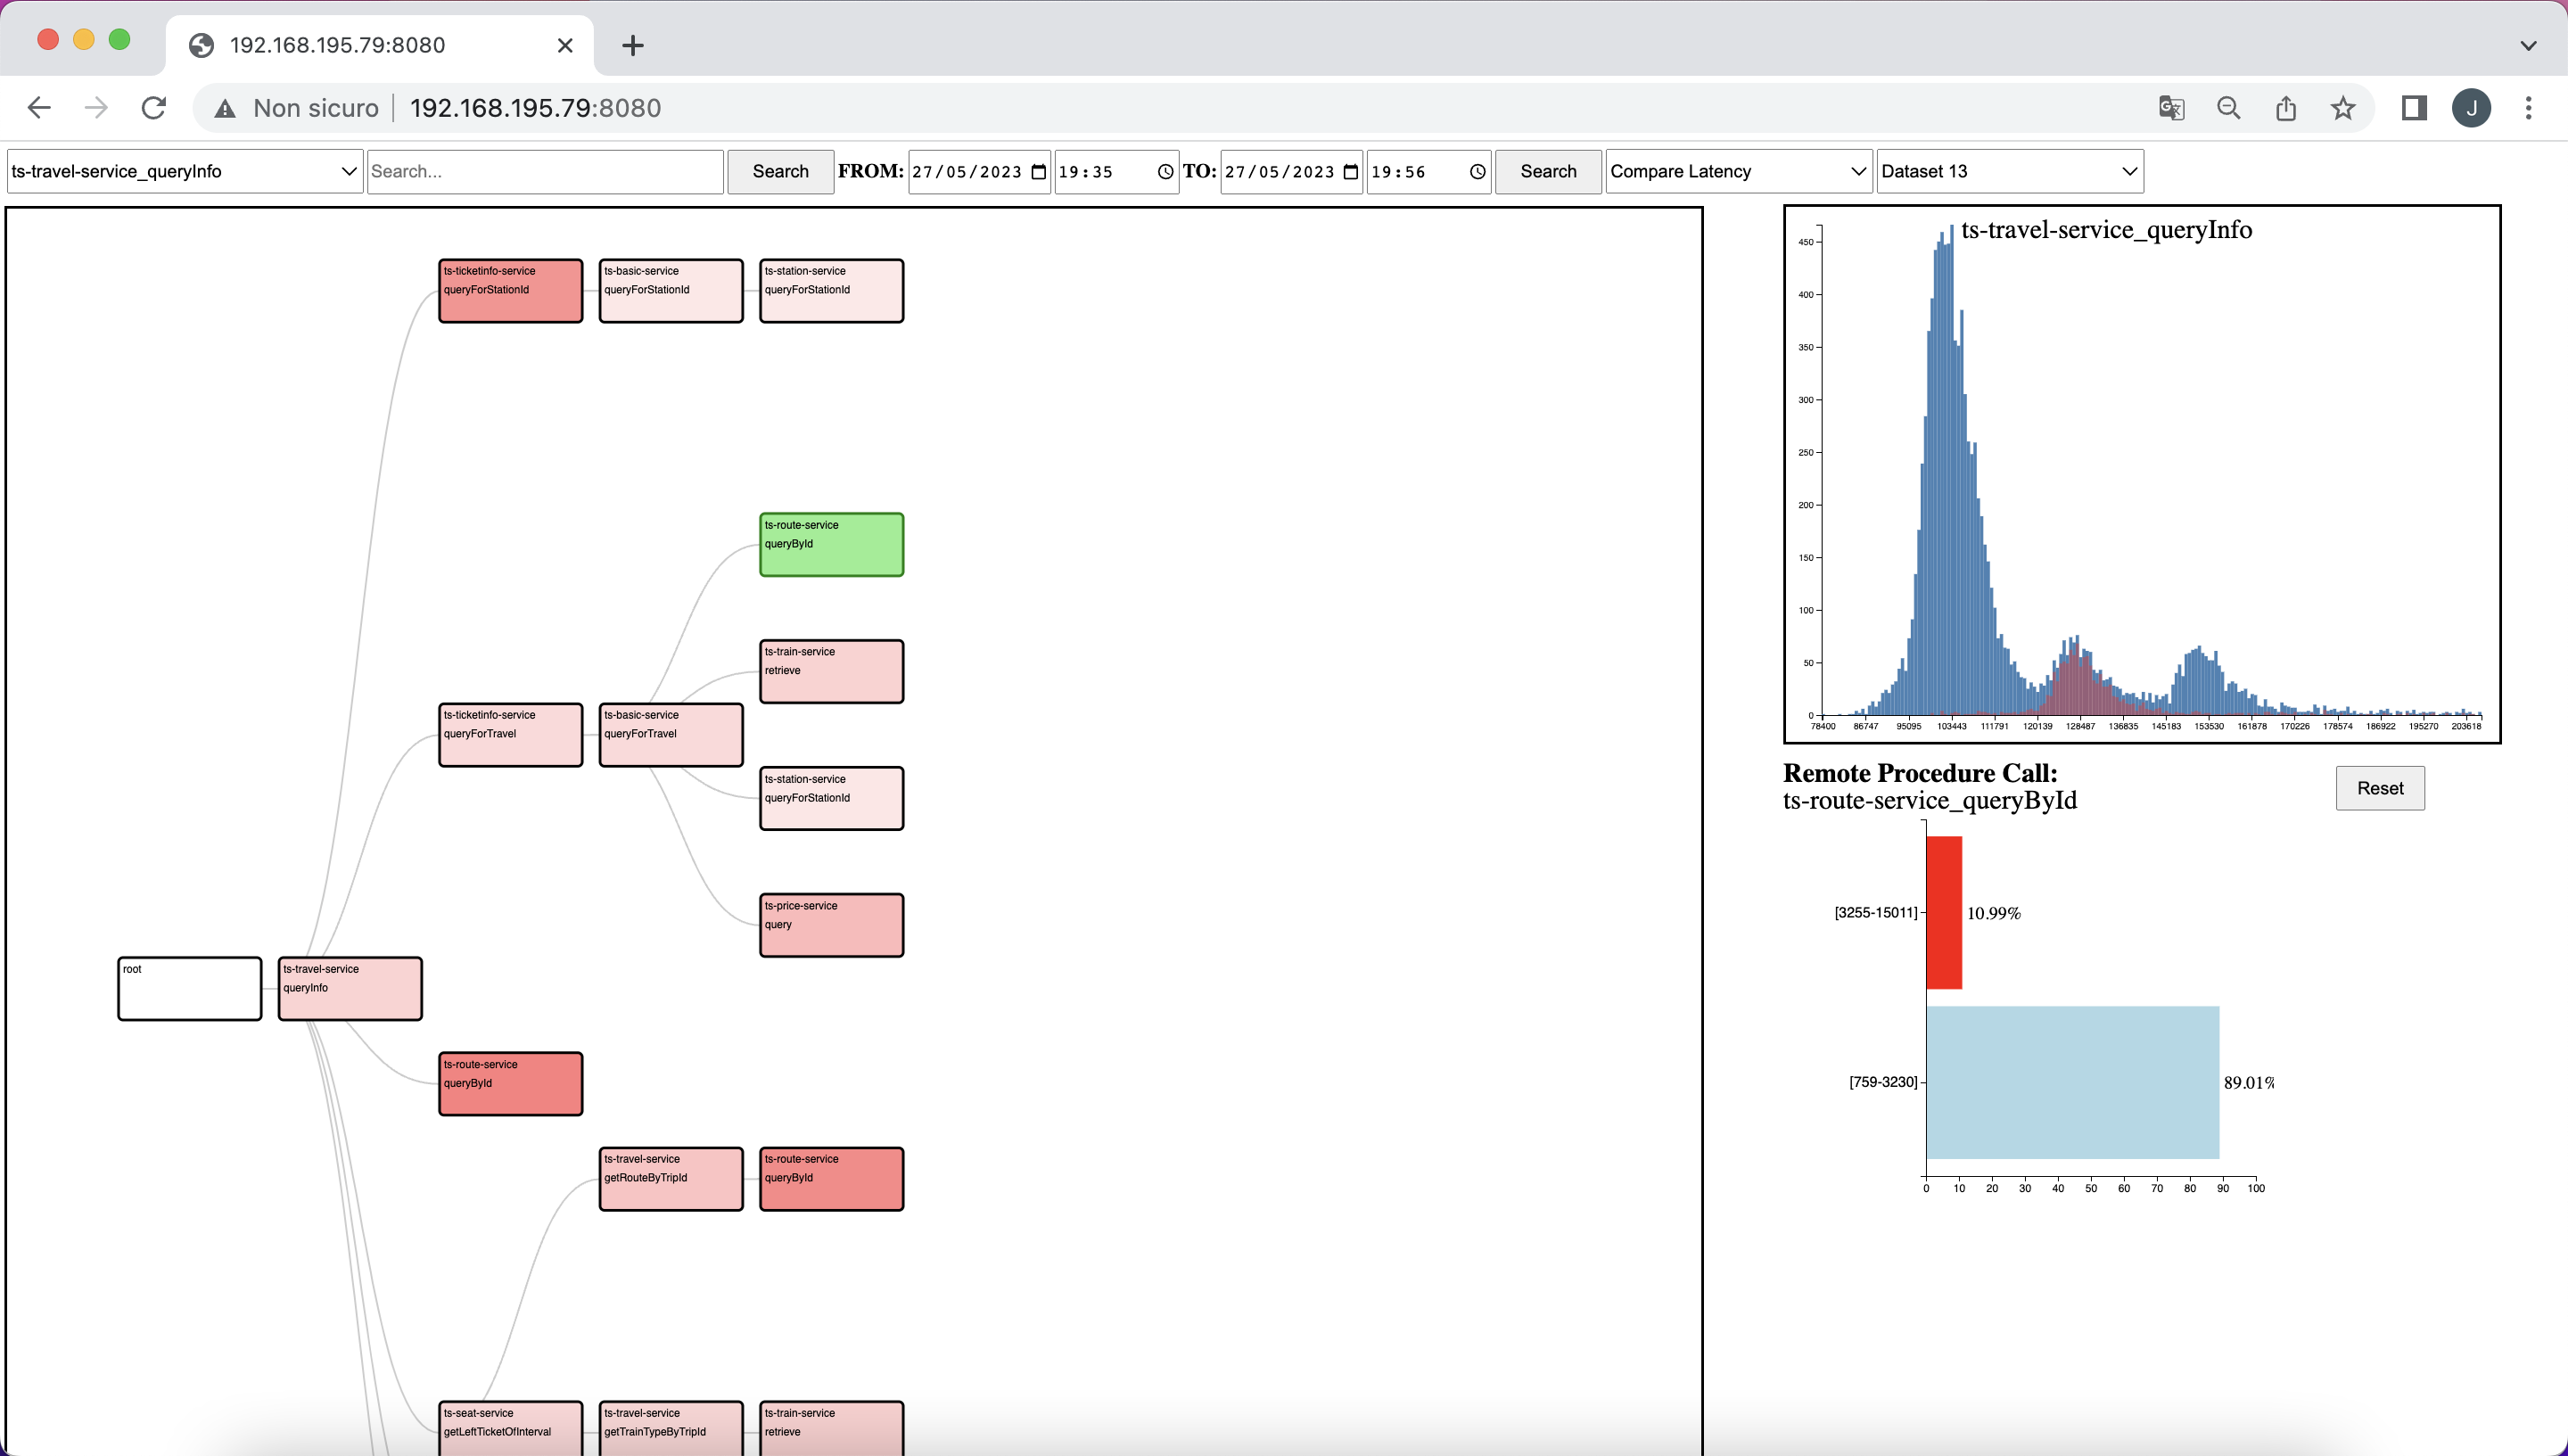 192.168.195.79:8080
Non sicuro 192.168.195.79:8080
J
ts-travel-service_queryInfo Search... Search FROM: 27/05/2023 19:35 TO: 27/05/2023 19:56 Search Compare Latency Dataset 13
ts-ticketinfo-service
queryForStationId
ts-basic-service
queryForStationId
ts-station-service
queryForStationId
ts-route-service
queryById
ts-train-service
retrieve
ts-ticketinfo-service
queryForTravel
ts-basic-service
queryForTravel
ts-station-service
queryForStationId
ts-price-service
query
root
ts-travel-service
queryInfo
ts-route-service
queryById
ts-travel-service
getRouteByTripId
ts-route-service
queryById
ts-seat-service
getLeftTicketOfInterval
ts-travel-service
getTrainTypeByTripId
ts-train-service
retrieve
ts-travel-service_queryInfo
450
400
350
300
250
200
150
100
50
0
78400 86747 95095 103443 111791 120139 128487 136835 145183 153530 161878 170226 178574 186922 195270 203618
Remote Procedure Call:
ts-route-service_queryById
Reset
[3255-15011] 10.99%
[759-3230] 89.01%
0 10 20 30 40 50 60 70 80 90 100